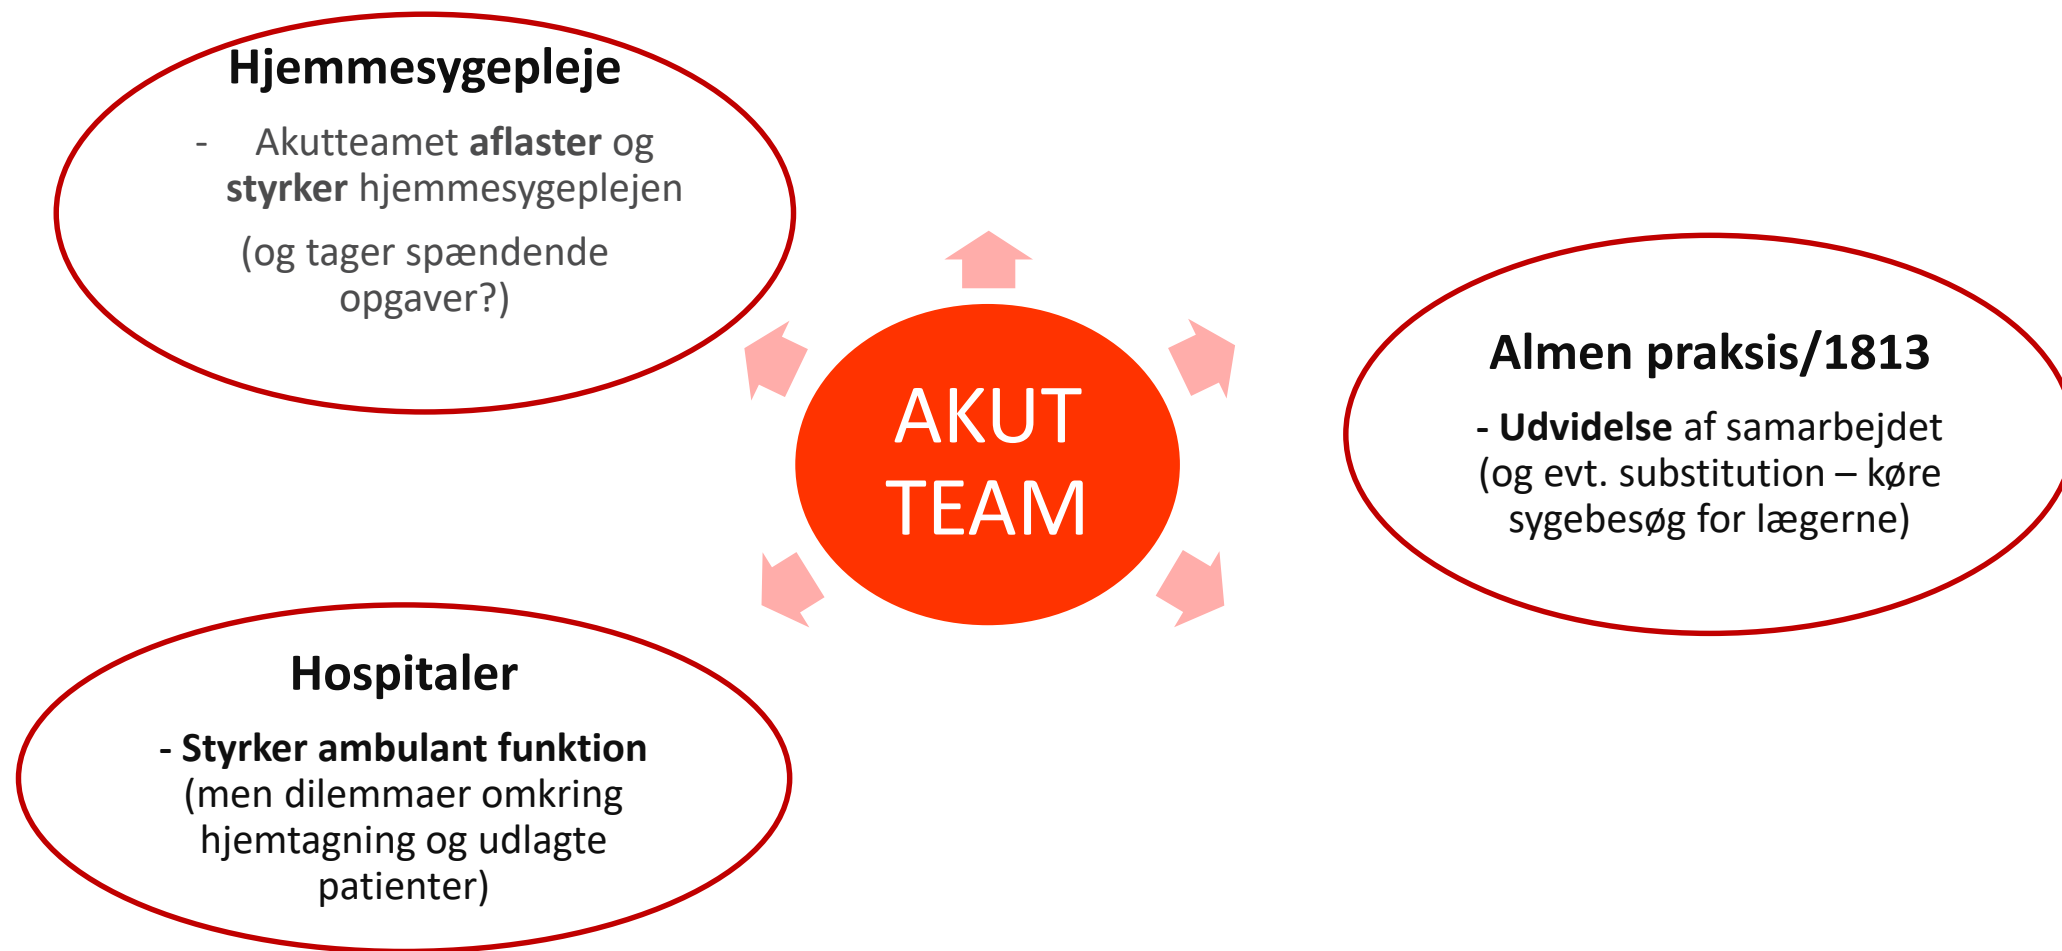 Hjemmesygepleje
- Akutteamet aflaster og
styrker hjemmesygeplejen
(og tager spændende
opgaver?)
AKUT
TEAM
Almen praksis/1813
- Udvidelse af samarbejdet
(og evt. substitution – køre
sygebesøg for lægerne)
Hospitaler
- Styrker ambulant funktion
(men dilemmaer omkring
hjemtagning og udlagte
patienter)